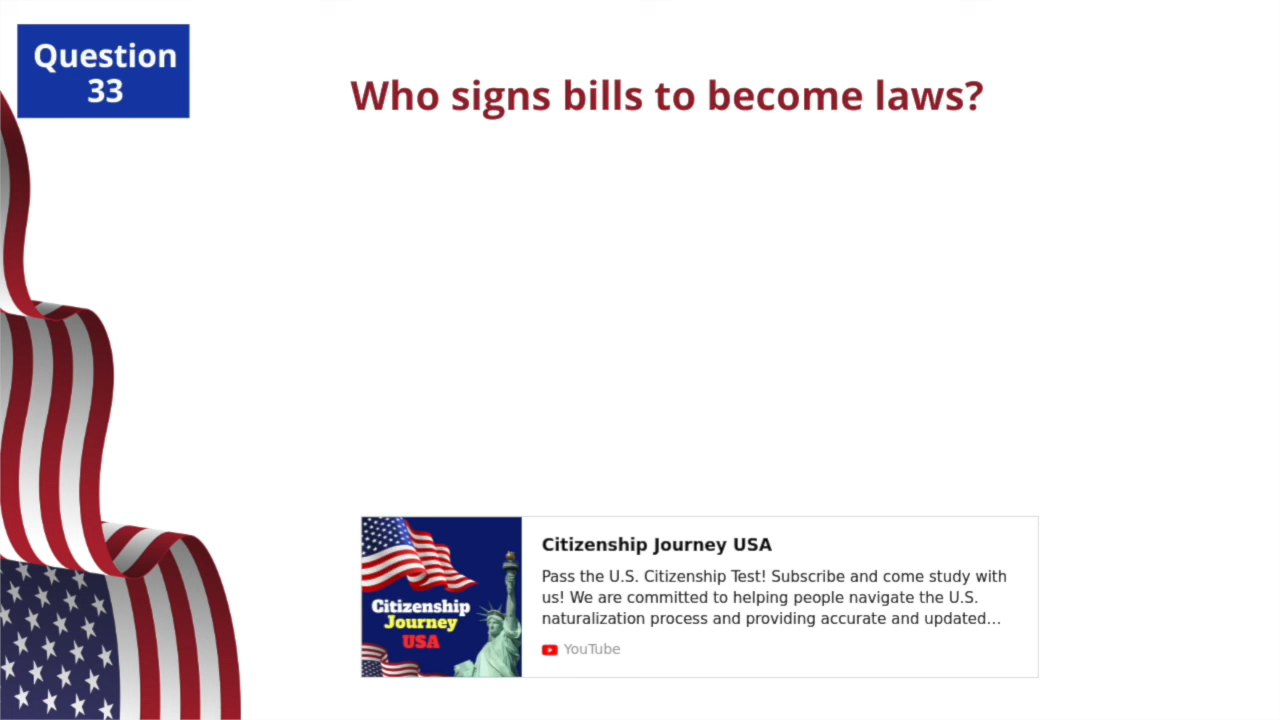 Question
33
Who signs bills to become laws?
Citizenship Journey USA
Pass the U.S. Citizenship Test! Subscribe and come study with
us! We are committed to helping people navigate the U.S.
naturalization process and providing accurate and updated...
YouTube
Citizenship
Journey
USA